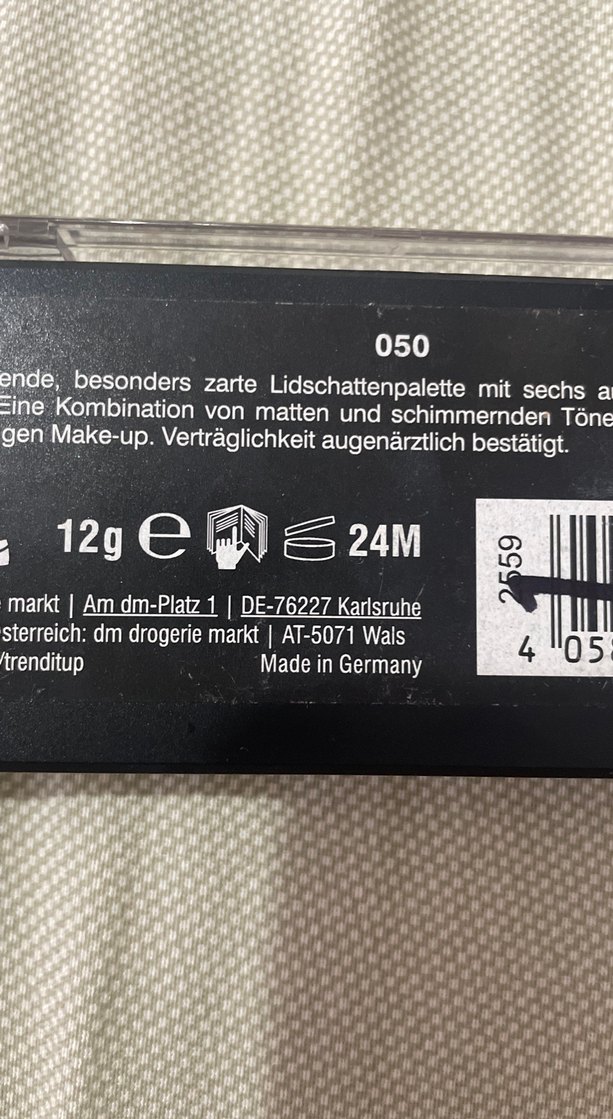 050
ende, besonders zarte Lidschattenpalette mit sechs
Eine Kombination von matten und schimmernden Töne
gen Make-up. Verträglichkeit augenärztlich bestätigt.
12g e 24M
2559
markt | Am dm-Platz 1 | DE-76227 Karlsruhe
sterreich: dm drogerie markt | AT-5071 Wals
/trenditup Made in Germany
4 058